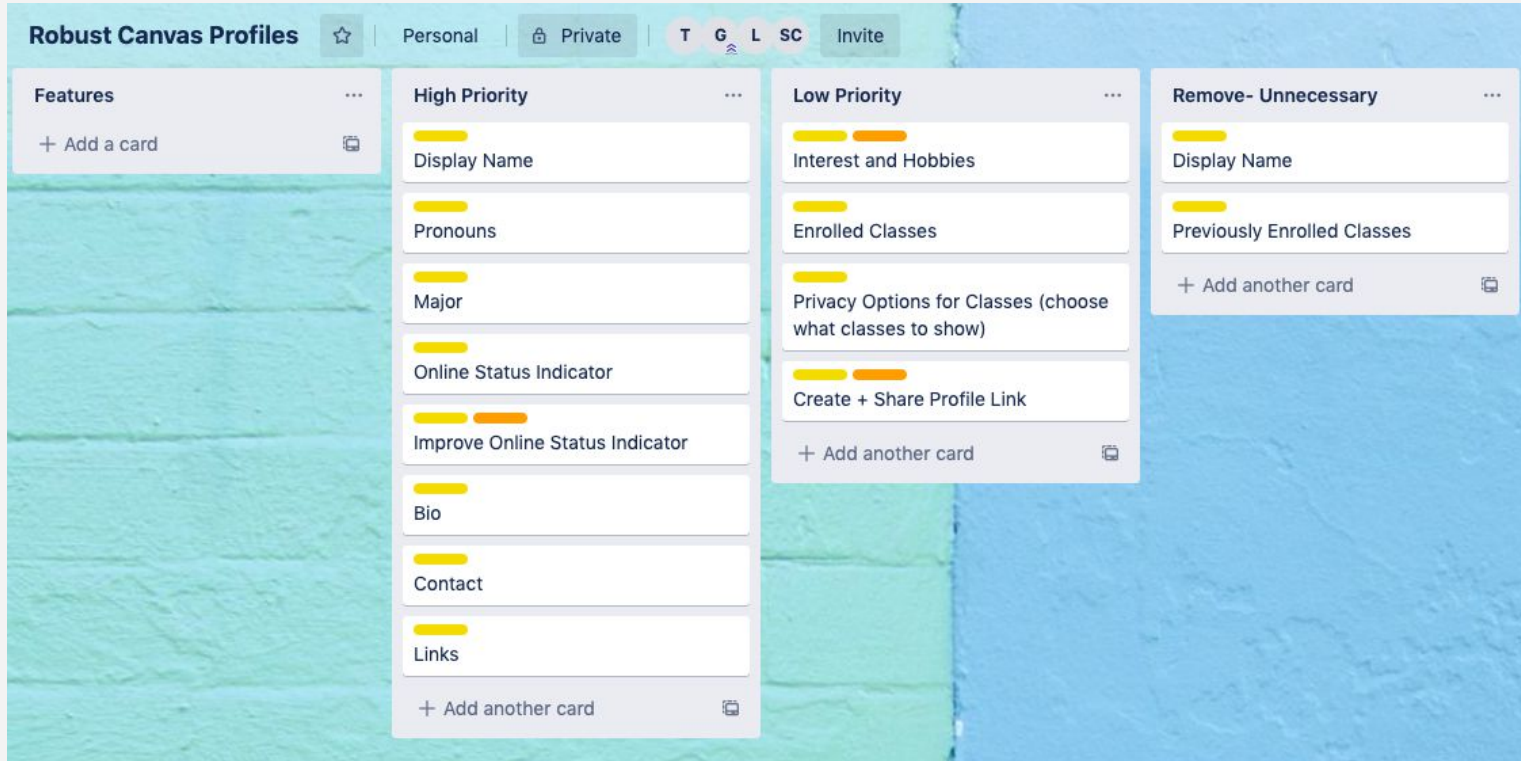 Robust Canvas Profiles
Personal
Private
T G L SC
Invite
Features
+ Add a card
High Priority
Display Name
Pronouns
Major
Online Status Indicator
Improve Online Status Indicator
Bio
Contact
Links
+ Add another card
Low Priority
Interest and Hobbies
Enrolled Classes
Privacy Options for Classes (choose
what classes to show)
Create + Share Profile Link
+ Add another card
Remove- Unnecessary
Display Name
Previously Enrolled Classes
+ Add another card